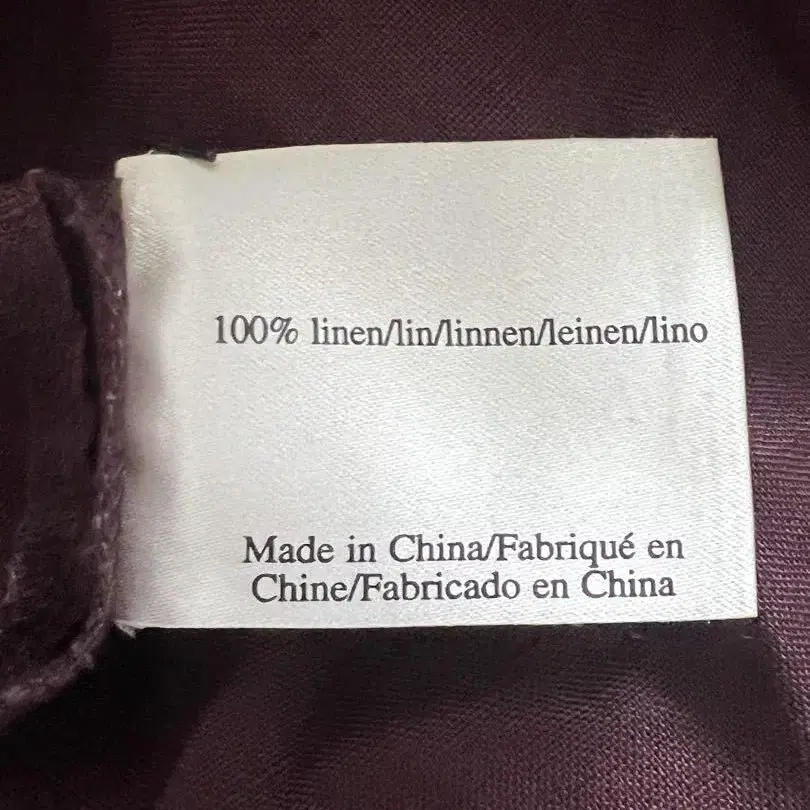 100% linen/lin/linnen/leinen/lino
Made in China/Fabriqué en
Chine/Fabricado en China